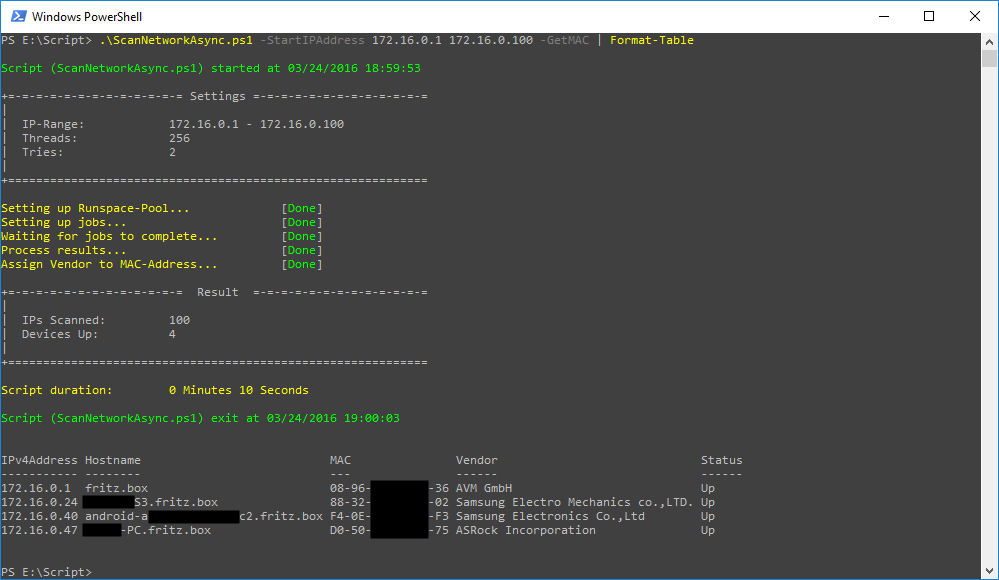 Windows PowerShell
PS E:\Script> .\ScanNetworkAsync.ps1 -StartIPAddress 172.16.0.1 172.16.0.100 -GetMAC | Format-Table
Script (ScanNetworkAsync.ps1) started at 03/24/2016 18:59:53
+=-=-=-=-=-=-=-=-=-=-=-=-= Settings =-=-=-=-=-=-=-=-=-=-=-=-=
|
| IP-Range: 172.16.0.1 - 172.16.0.100
| Threads: 256
| Tries: 2
|
+============================================================
Setting up Runspace-Pool... [Done]
Setting up jobs... [Done]
Waiting for jobs to complete... [Done]
Process results... [Done]
Assign Vendor to MAC-Address... [Done]
+=-=-=-=-=-=-=-=-=-=-=-=-= Result =-=-=-=-=-=-=-=-=-=-=-=-=
|
| IPs Scanned: 100
| Devices Up: 4
|
+============================================================
Script duration: 0 Minutes 10 Seconds
Script (ScanNetworkAsync.ps1) exit at 03/24/2016 19:00:03
IPv4Address Hostname MAC Vendor Status
----------- -------- --- ------ ------
172.16.0.1 fritz.box 08-96- -36 AVM GmbH Up
172.16.0.24 S3.fritz.box 88-32- -02 Samsung Electro Mechanics co.,LTD. Up
172.16.0.40 android-a c2.fritz.box F4-0E- -F3 Samsung Electronics Co.,Ltd Up
172.16.0.47 -PC.fritz.box D0-50- -75 ASRock Incorporation Up
PS E:\Script>